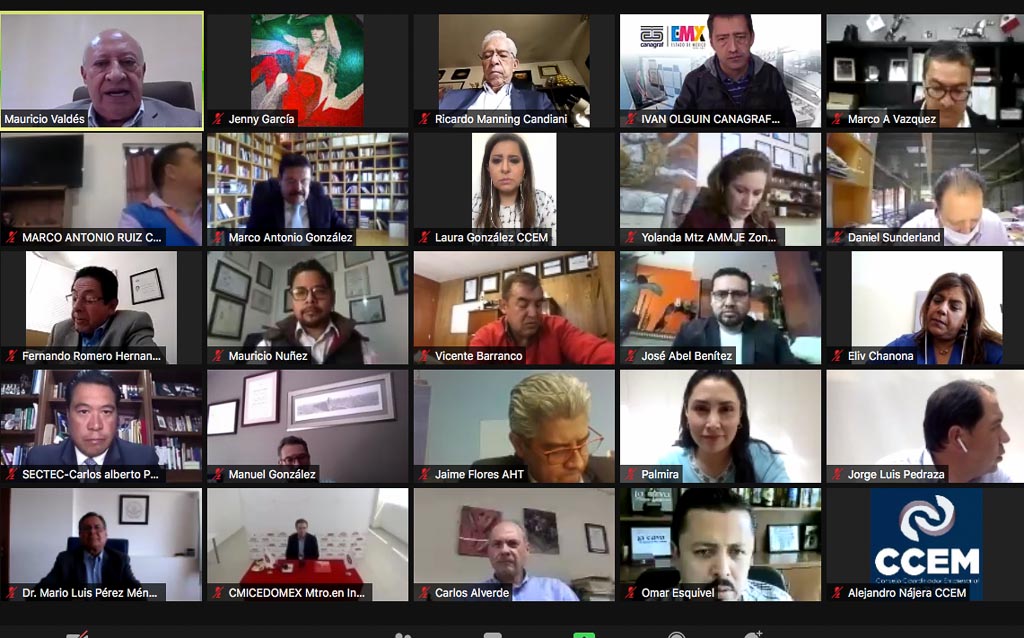 Mauricio Valdés
Jenny García
Ricardo Manning Candiani
canagraf
EMX
ESTADO DE MÉXICO
IVAN OLGUIN CANAGRAF...
Marco A Vazquez
MARCO ANTONIO RUIZ C...
Marco Antonio González
Laura González CCEM
Yolanda Mtz AMMJE Zon...
Daniel Sunderland
Fernando Romero Hernan...
Mauricio Nuñez
Vicente Barranco
José Abel Benítez
Eliv Chanona
SECTEC-Carlos alberto P...
Manuel González
Jaime Flores AHT
Palmira
Jorge Luis Pedraza
Dr. Mario Luis Pérez Mén...
CMICEDOMEX Mtro.en In...
Carlos Alverde
Omar Esquivel
CCEM
Consejo Coordinador Empresarial
Alejandro Nájera CCEM